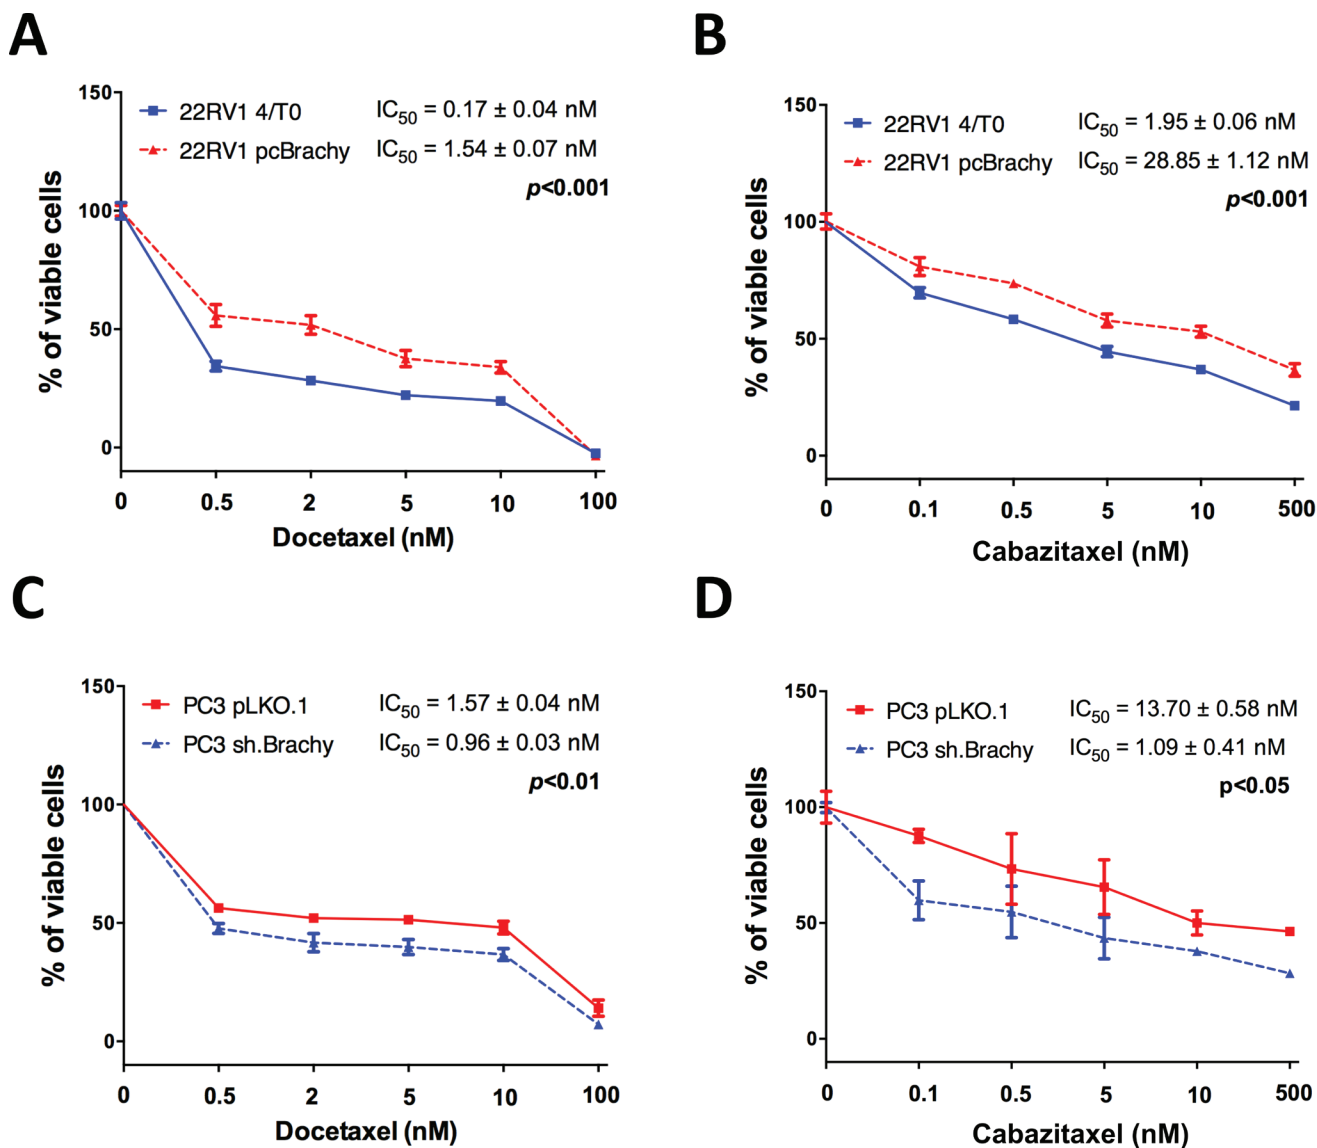 A
150
100
50
0
% of viable cells
22RV1 4/T0 IC50 = 0.17 ± 0.04 nM
22RV1 pcBrachy IC50 = 1.54 ± 0.07 nM
p<0.001
0 0.5 2 5 10 100
Docetaxel (nM)
B
150
100
50
0
% of viable cells
22RV1 4/T0 IC50 = 1.95 ± 0.06 nM
22RV1 pcBrachy IC50 = 28.85 ± 1.12 nM
p<0.001
0 0.1 0.5 5 10 500
Cabazitaxel (nM)
C
150
100
50
0
% of viable cells
PC3 pLKO.1 IC50 = 1.57 ± 0.04 nM
PC3 sh.Brachy IC50 = 0.96 ± 0.03 nM
p<0.01
0 0.5 2 5 10 100
Docetaxel (nM)
D
150
100
50
0
% of viable cells
PC3 pLKO.1 IC50 = 13.70 ± 0.58 nM
PC3 sh.Brachy IC50 = 1.09 ± 0.41 nM
p<0.05
0 0.1 0.5 5 10 500
Cabazitaxel (nM)